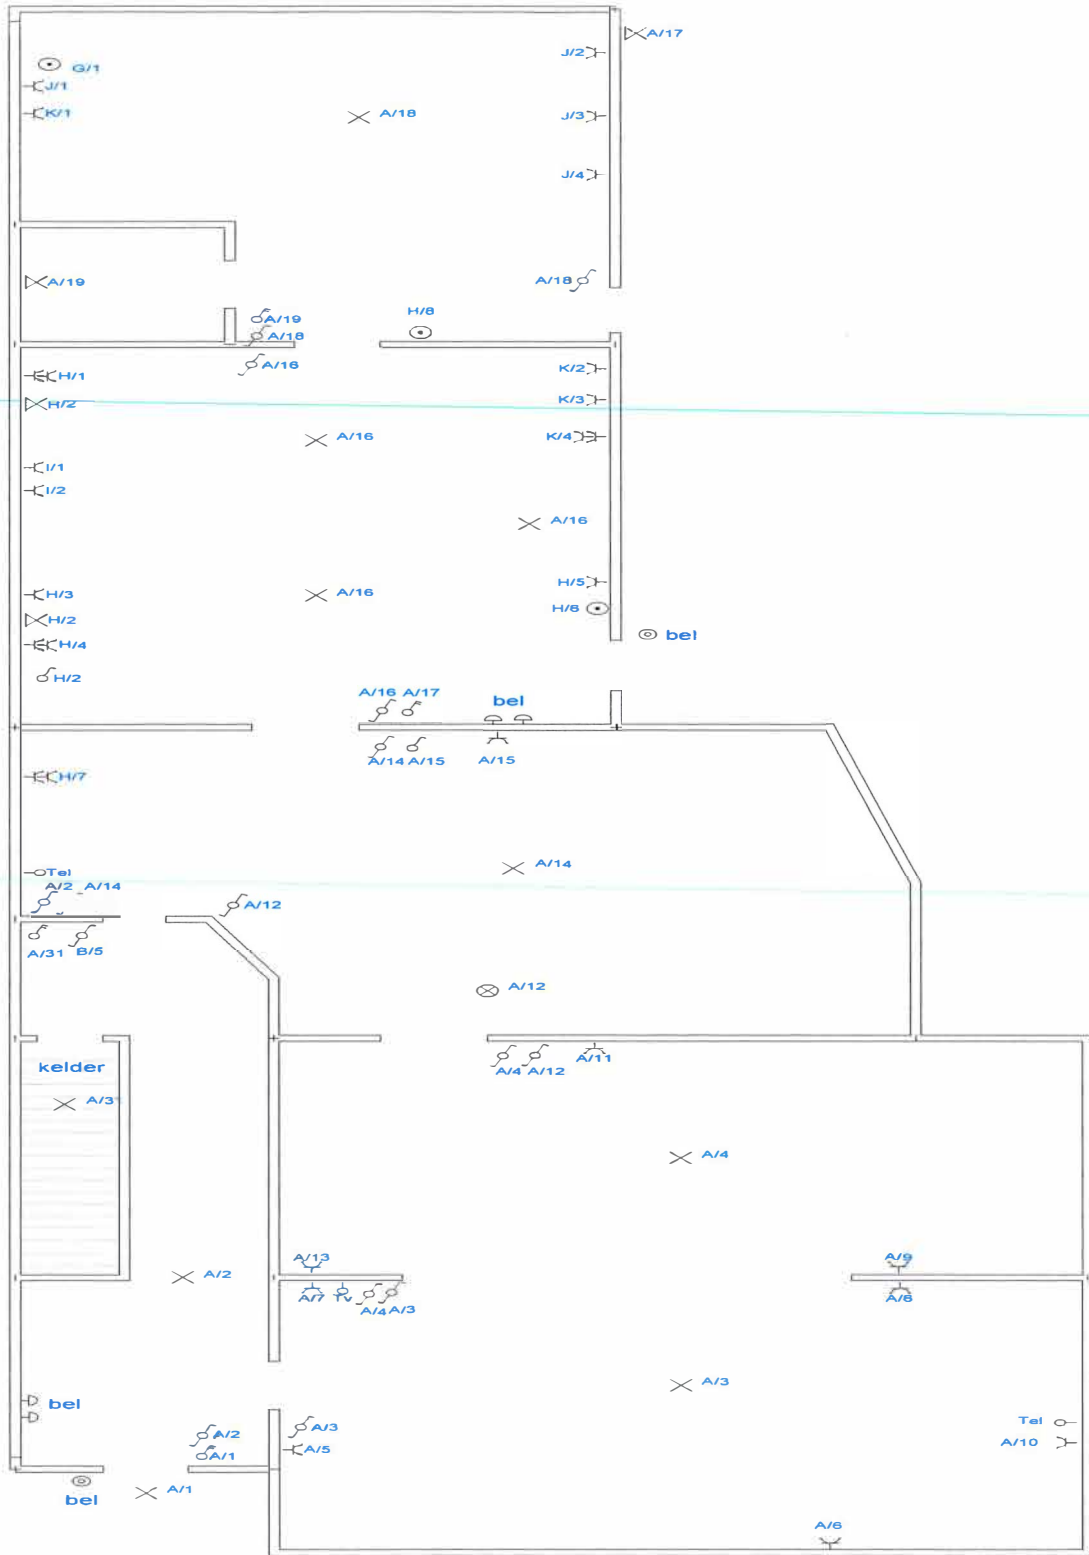 A/17
J/2
G/1
J/1
K/1
A/18
J/3
J/4
A/19
A/18
H/8
A/19
A/18
A/16
K/2
H/1
K/3
H/2
K/4
A/16
I/1
I/2
A/16
H/5
H/3
A/16
H/6
H/2
bel
H/4
H/2
A/16 A/17
bel
A/14 A/15
A/15
H/7
A/14
Tel
A/2 A/14
A/12
A/31
B/5
A/12
A/11
kelder
A/4 A/12
A/31
A/4
A/13
A/9
A/2
A/7
Tv
A/4
A/3
A/8
A/3
bel
Tel
A/3
A/2
A/10
A/5
A/1
A/1
bel
A/6